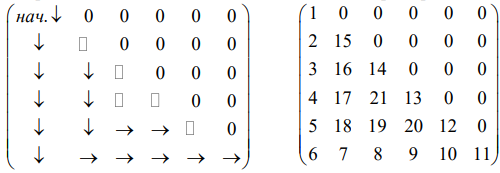 нач.↓ 0 0 0 0 0 1 0 0 0 0 0
↓ □ 0 0 0 0 2 15 0 0 0 0
↓ ↓ □ 0 0 0 3 16 14 0 0 0
↓ ↓ □ □ 0 0 4 17 21 13 0 0
↓ ↓ → → □ 0 5 18 19 20 12 0
↓ → → → → → 6 7 8 9 10 11